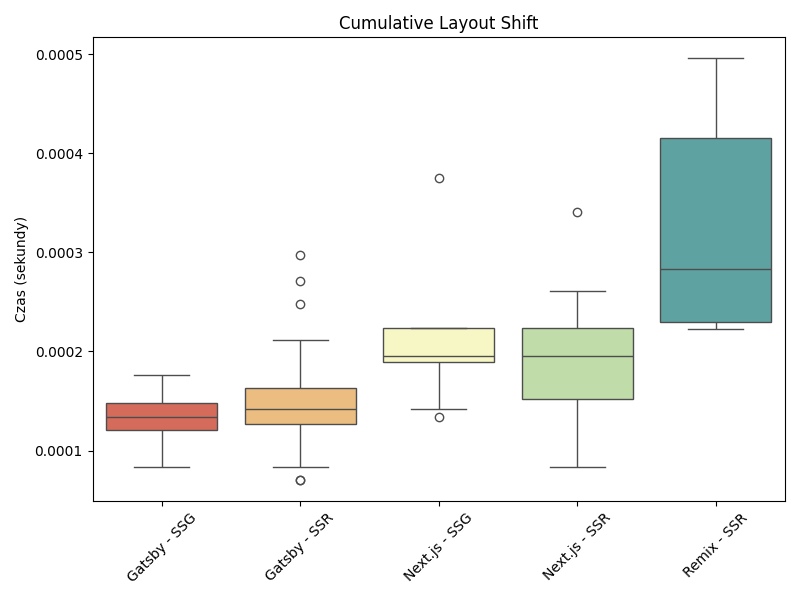 Cumulative Layout Shift
Czas (sekundy)
0.0005
0.0004
0.0003
0.0002
0.0001
Gatsby - SSG
Gatsby - SSR
Next.js - SSG
Next.js - SSR
Remix - SSR